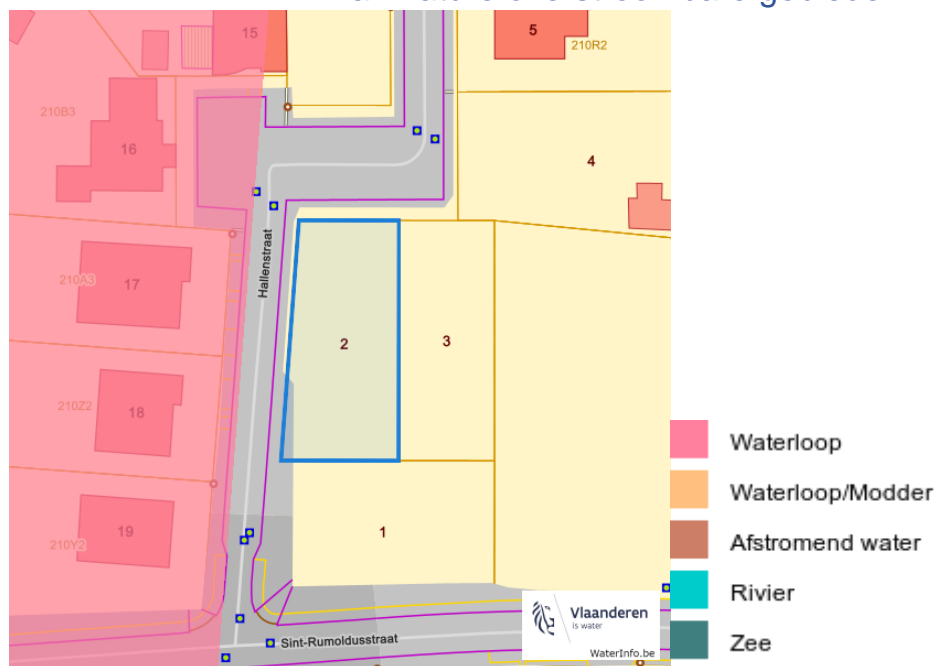 15
5
210R2
210B3
16
4
Hallenstraat
210A3
17
2
3
210Z2
18
1
210Y2
19
Sint-Rumoldusstraat
Vlaanderen
is water
WaterInfo.be
Waterloop
Waterloop/Modder
Afstromend water
Rivier
Zee